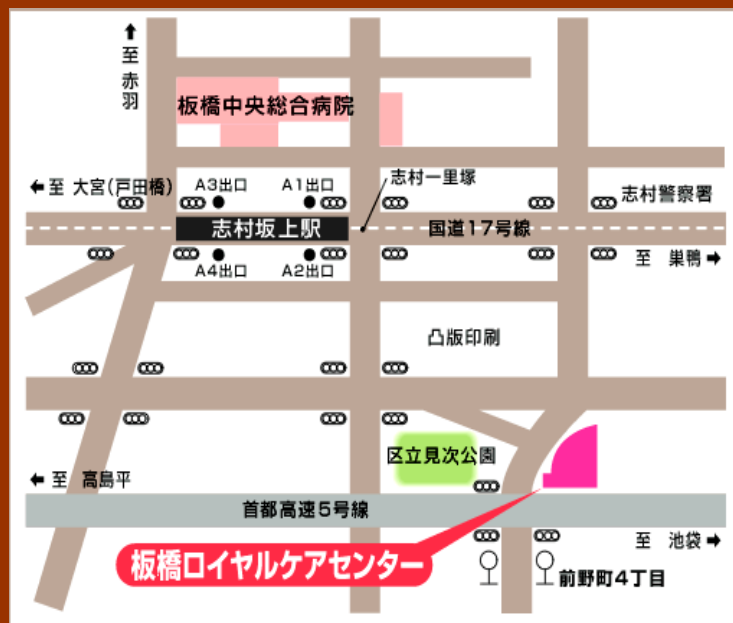 至 赤羽
板橋中央総合病院
至 大宮(戸田橋)
A3出口
A1出口
志村一里塚
志村警察署
志村坂上駅
国道17号線
A4出口
A2出口
至 巣鴨
凸版印刷
区立見次公園
至 高島平
首都高速5号線
至 池袋
板橋ロイヤルケアセンター
前野町4丁目